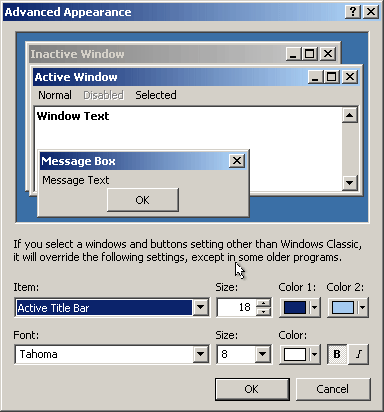 Advanced Appearance
Inactive Window
Active Window
Normal Disabled Selected
Window Text
Message Box
Message Text
OK
If you select a windows and buttons setting other than Windows Classic,
it will override the following settings, except in some older programs.
Item: Size: Color 1: Color 2:
Active Title Bar 18
Font: Size: Color:
Tahoma 8 B I
OK Cancel